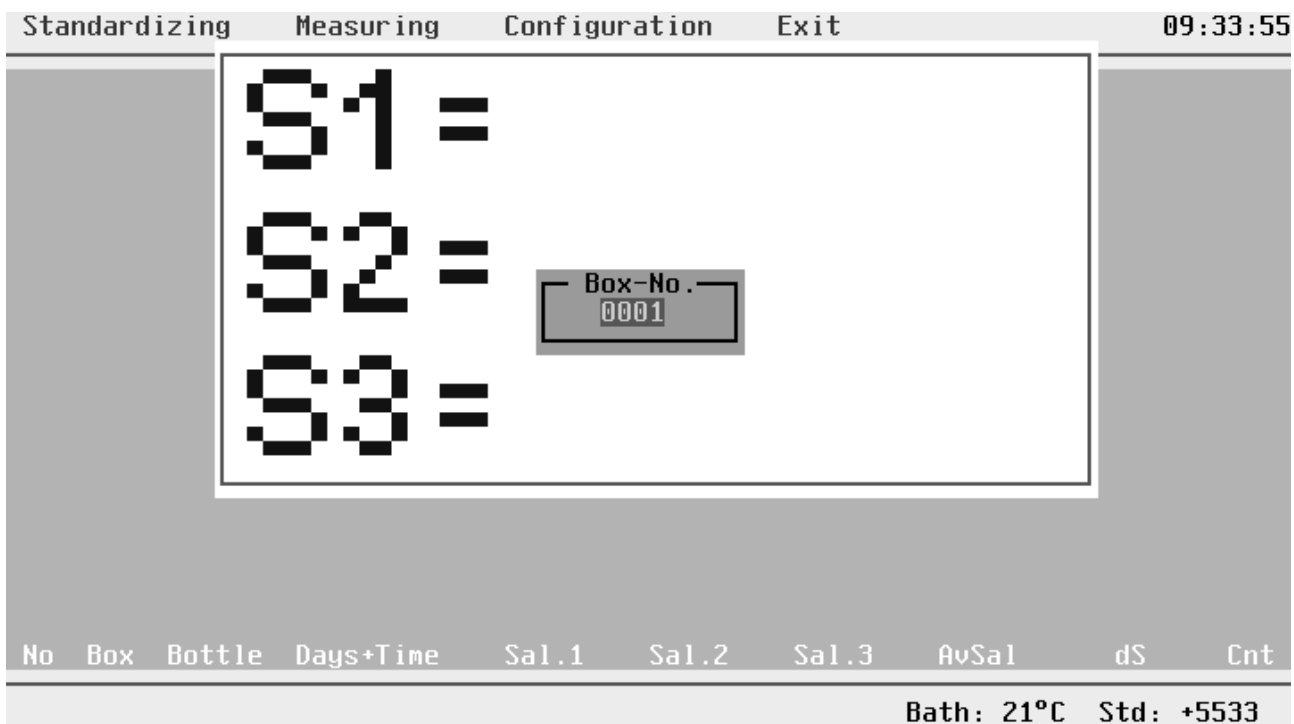 Standardizing Measuring Configuration Exit 09:33:55
S1=
S2=
Box-No.
0001
S3=
No Box Bottle Days+Time Sal.1 Sal.2 Sal.3 AvSal dS Cnt
Bath: 21°C Std: +5533